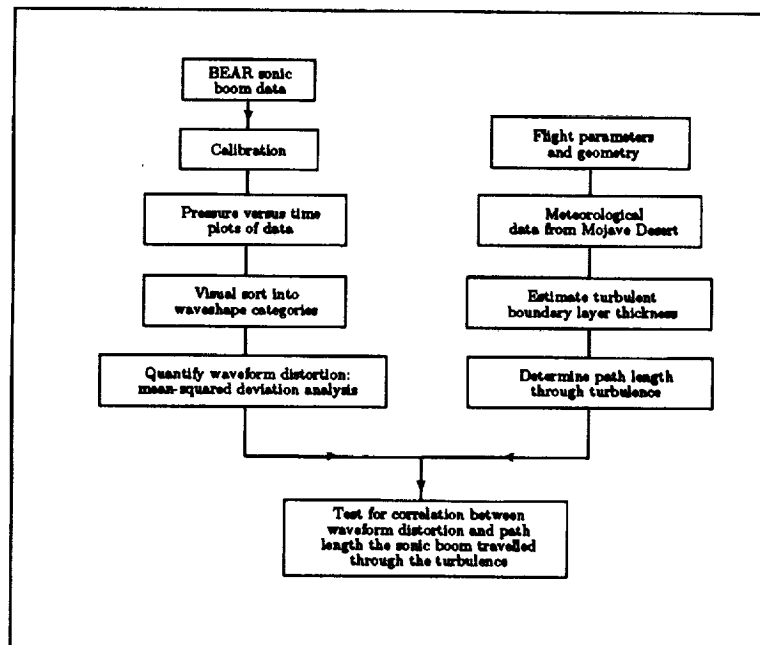 BEAR sonic
boom data
Calibration
Pressure versus time
plots of data
Visual sort into
waveshape categories
Quantify waveform distortion:
mean-squared deviation analysis
Flight parameters
and geometry
Meteorological
data from Mojave Desert
Estimate turbulent
boundary layer thickness
Determine path length
through turbulence
Test for correlation between
waveform distortion and path
length the sonic boom travelled
through the turbulence